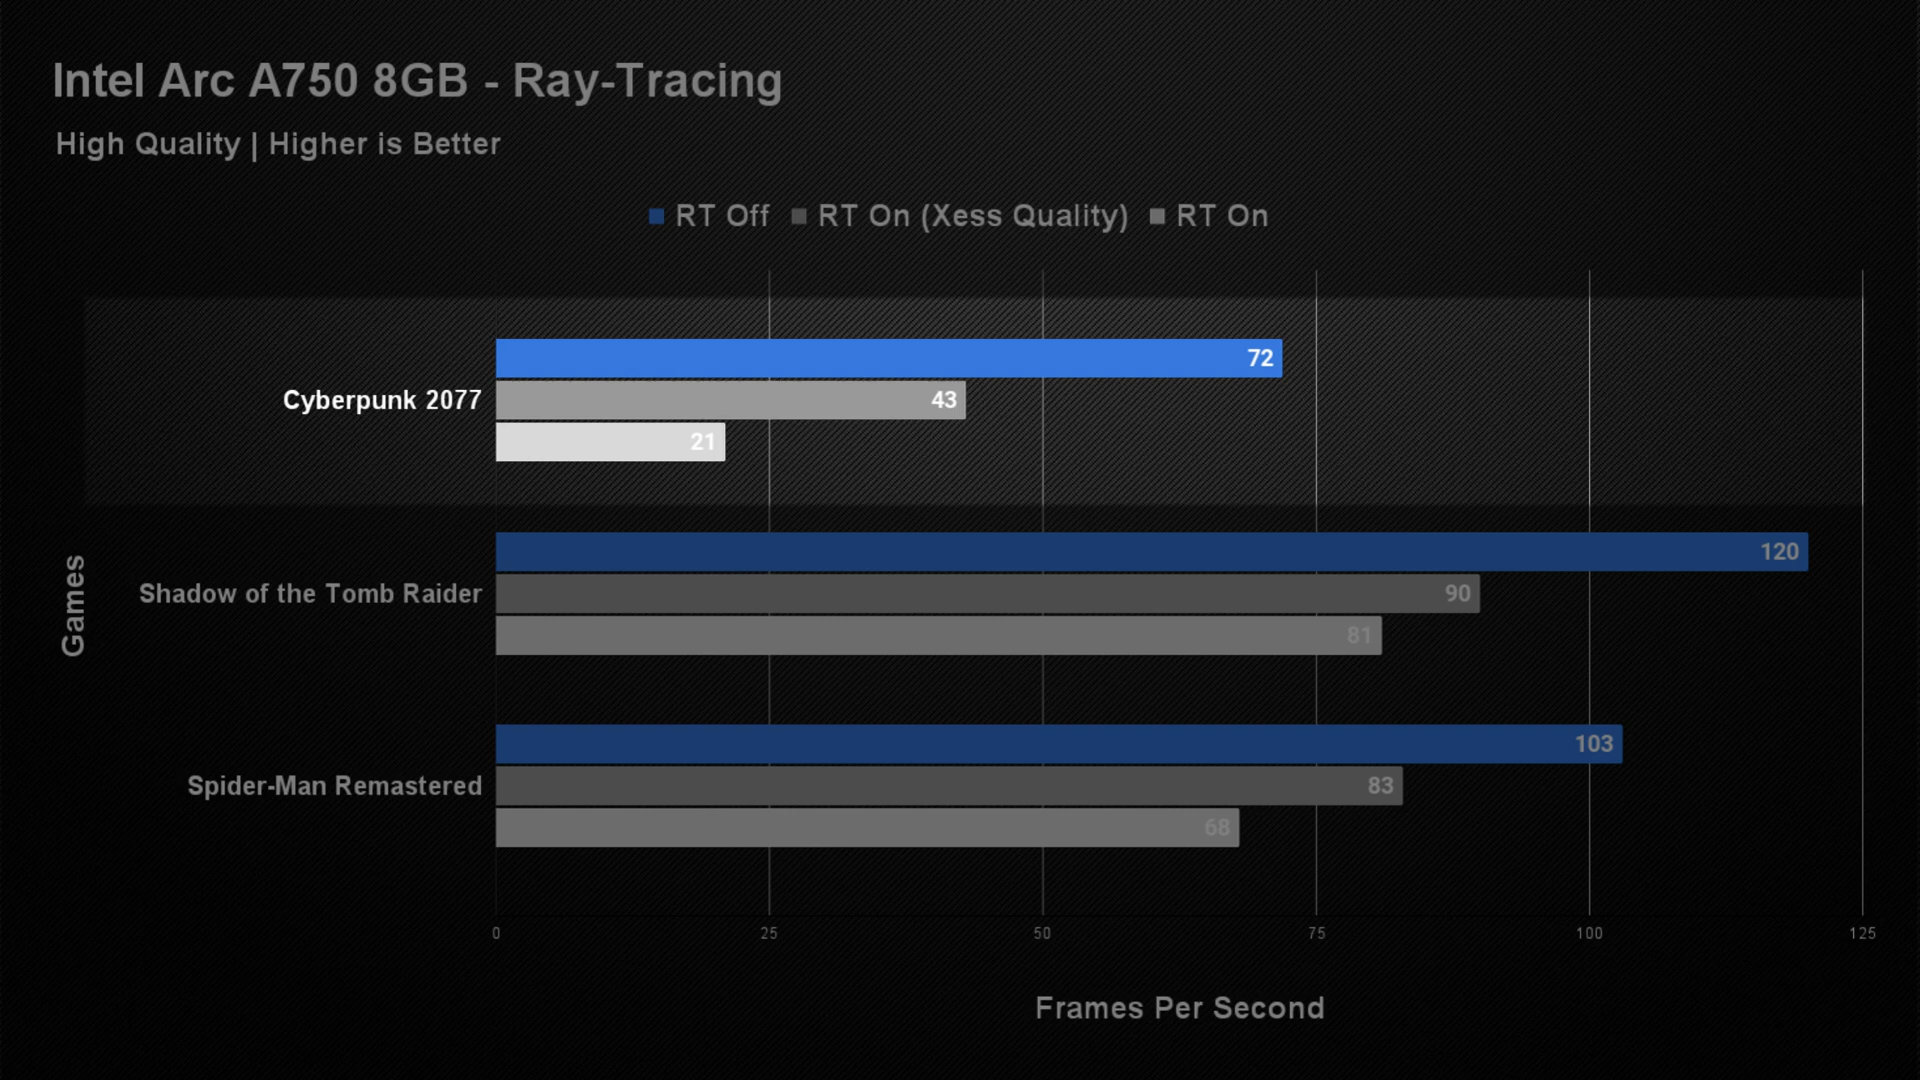 Intel Arc A750 8GB - Ray-Tracing
High Quality | Higher is Better
RT Off RT On (Xess Quality) RT On
Cyberpunk 2077
72
43
21
Games
Shadow of the Tomb Raider
120
90
81
Spider-Man Remastered
103
83
68
0 25 50 75 100 125
Frames Per Second